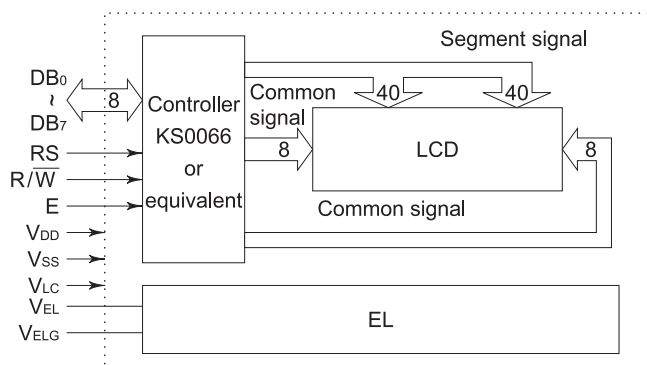 Segment signal
DB0
~
DB7
8
Controller
KS0066
or
equivalent
Common
signal
40
40
8
LCD
8
Common signal
RS
R/W̅
E
VDD
VSS
VLC
VEL
VELG
EL